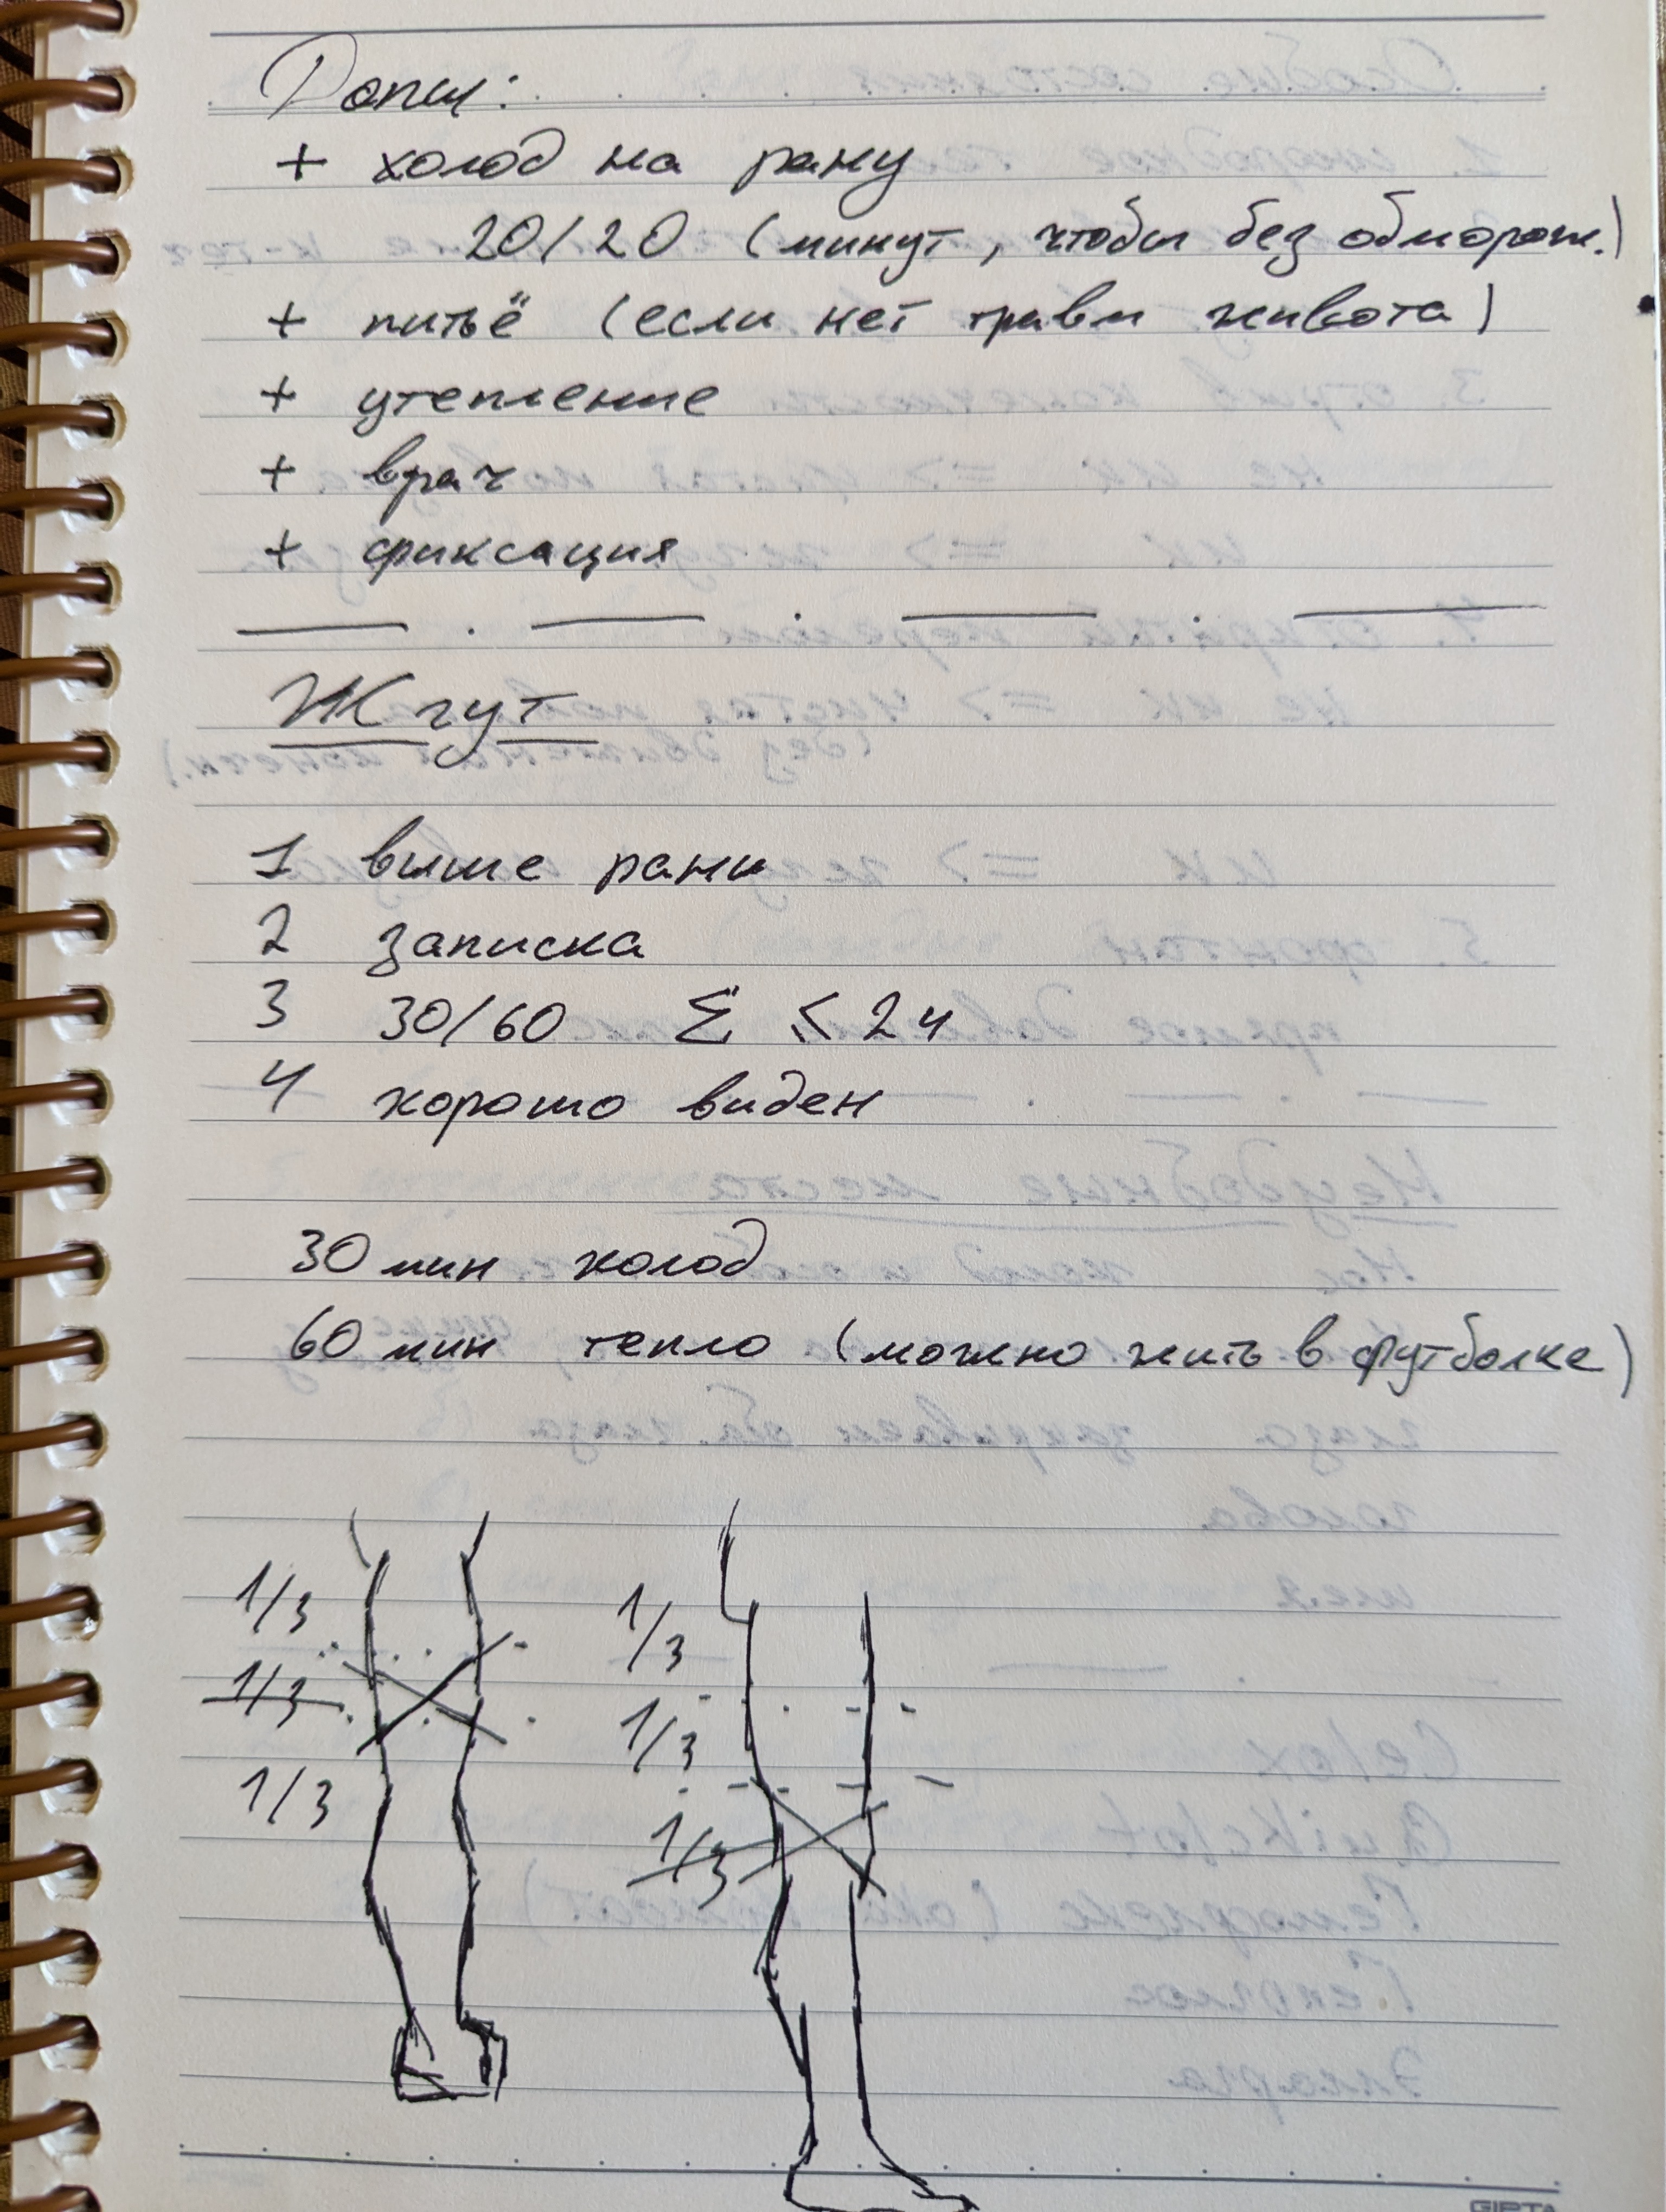 Допы:
+ холод на рану
20/20 (минут, чтобы без обморож.)
+ питьё (если нет травм живота)
+ утепление
+ врач
+ фиксация
Жгут
1 выше раны
2 записка
3 30/60 Σ ≤ 2ч
4 хорошо виден
30 мин холод
60 мин тепло (можно жить в футболке)
1/3
1/3
1/3
1/3
1/3
1/3
GIPTA